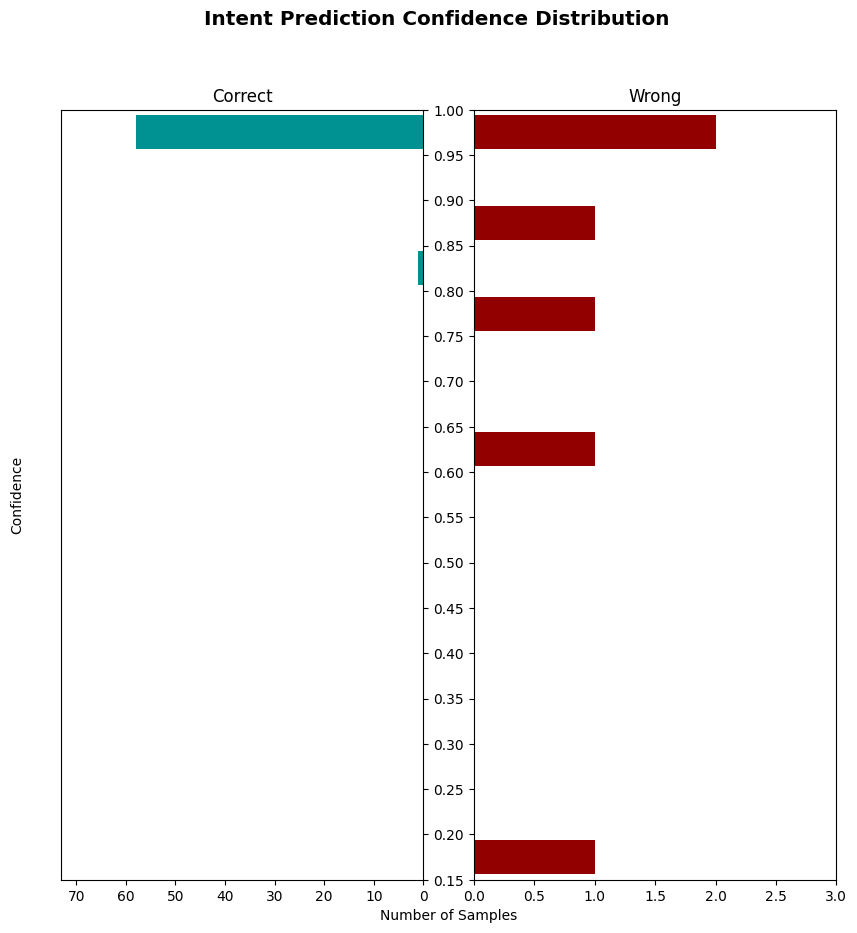 Intent Prediction Confidence Distribution
Correct
Wrong
1.00
0.95
0.90
0.85
0.80
0.75
0.70
0.65
0.60
0.55
0.50
0.45
0.40
0.35
0.30
0.25
0.20
0.15
Confidence
70 60 50 40 30 20 10 0
0.0 0.5 1.0 1.5 2.0 2.5 3.0
Number of Samples